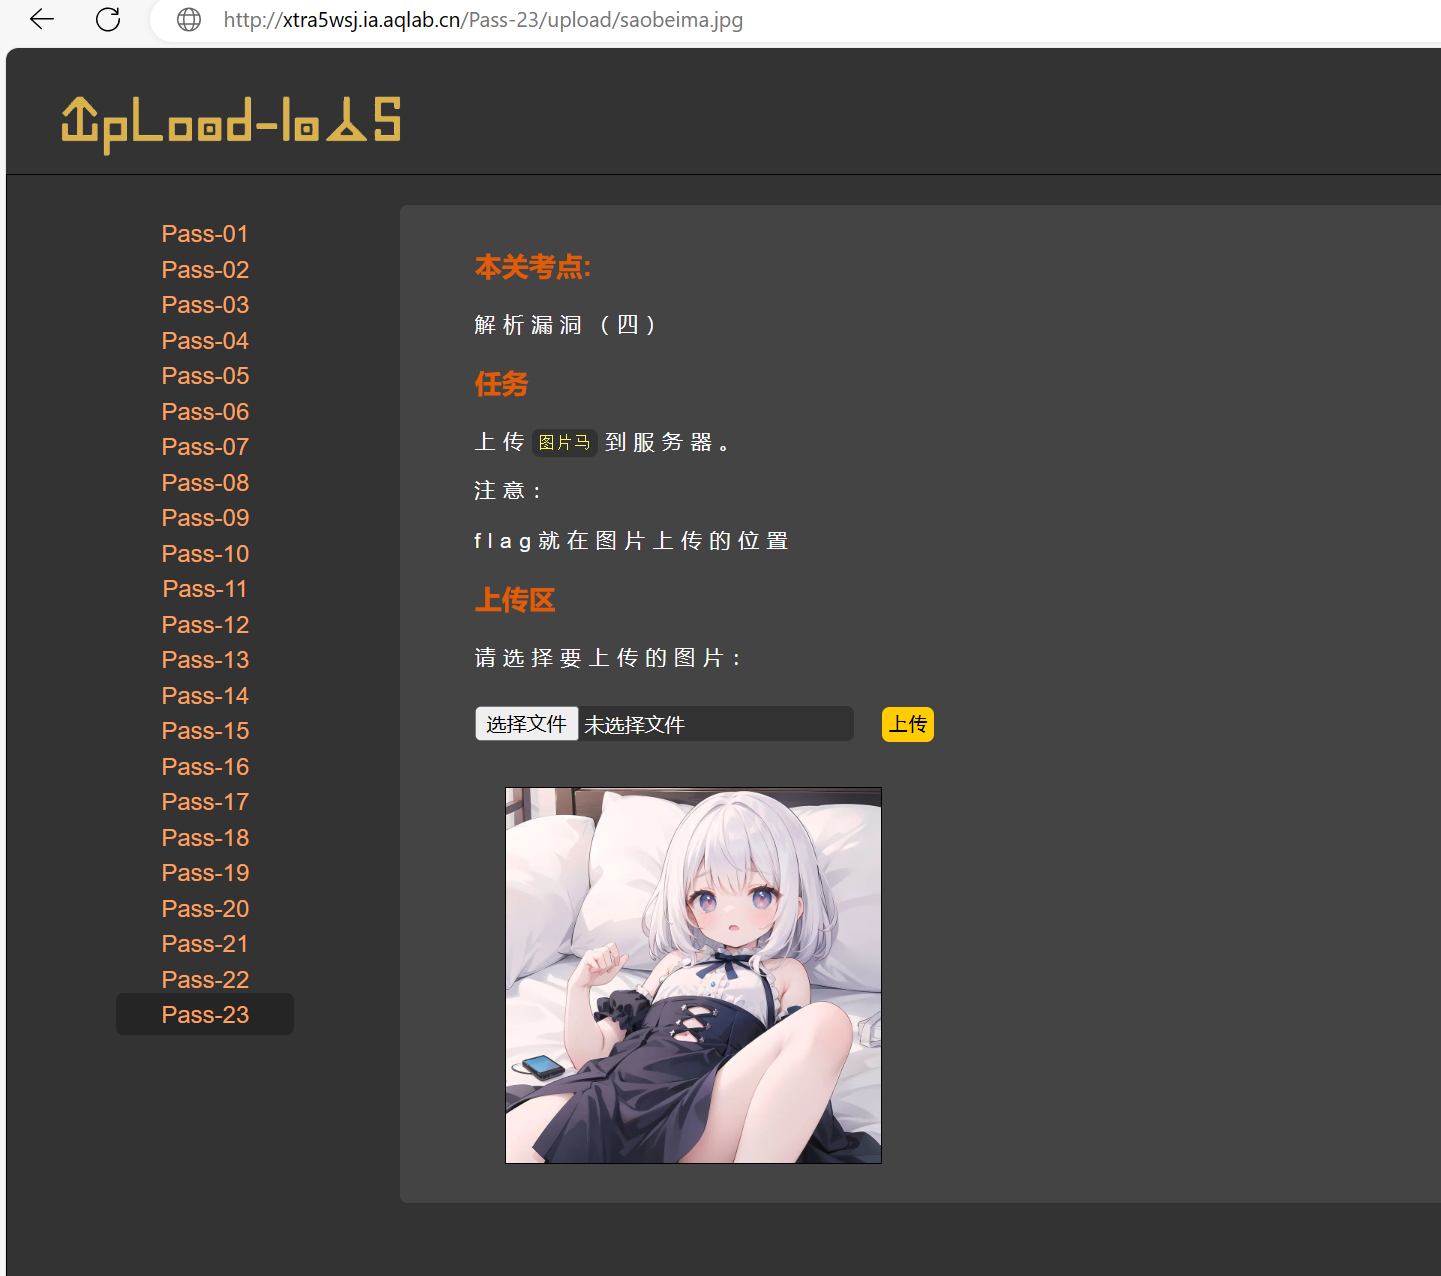 http://xtra5wsj.ia.aqlab.cn/Pass-23/upload/saobeima.jpg
UpLoad-labs
Pass-01
Pass-02
Pass-03
Pass-04
Pass-05
Pass-06
Pass-07
Pass-08
Pass-09
Pass-10
Pass-11
Pass-12
Pass-13
Pass-14
Pass-15
Pass-16
Pass-17
Pass-18
Pass-19
Pass-20
Pass-21
Pass-22
Pass-23
本关考点:
解析漏洞（四）
任务
上传图片马到服务器。
注意：
flag就在图片上传的位置
上传区
请选择要上传的图片：
选择文件 未选择文件 上传